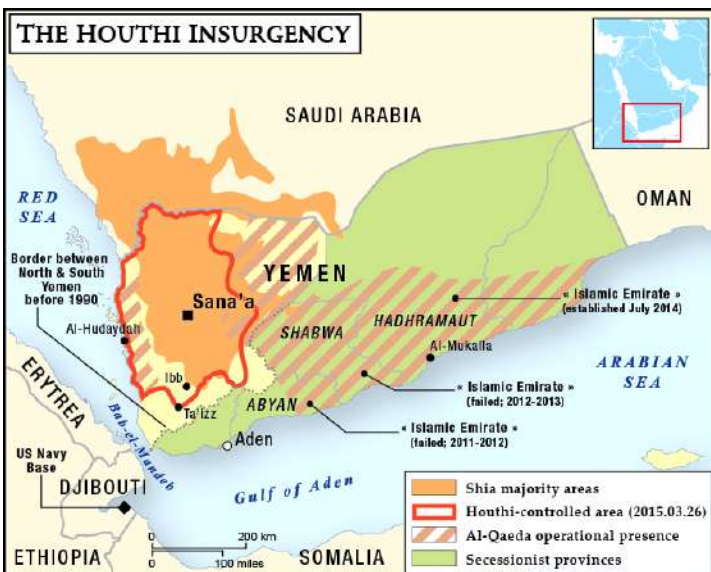 THE HOUTHI INSURGENCY
SAUDI ARABIA
OMAN
RED
SEA
Border between
North & South
Yemen
before 1990
YEMEN
Sana'a
Al-Hudaydah
SHABWA
HADHRAMAUT
« Islamic Emirate »
(established July 2014)
Al-Mukalla
ARABIAN
SEA
Ibb
« Islamic Emirate »
(failed; 2012-2013)
ERYTREA
Ta'izz
ABYAN
« Islamic Emirate »
(failed; 2011-2012)
Bab-el-Mandeb
Aden
US Navy
Base
DJIBOUTI
Gulf of Aden
ETHIOPIA
0 200 km
0 100 miles
SOMALIA
Shia majority areas
Houthi-controlled area (2015.03.26)
Al-Qaeda operational presence
Secessionist provinces